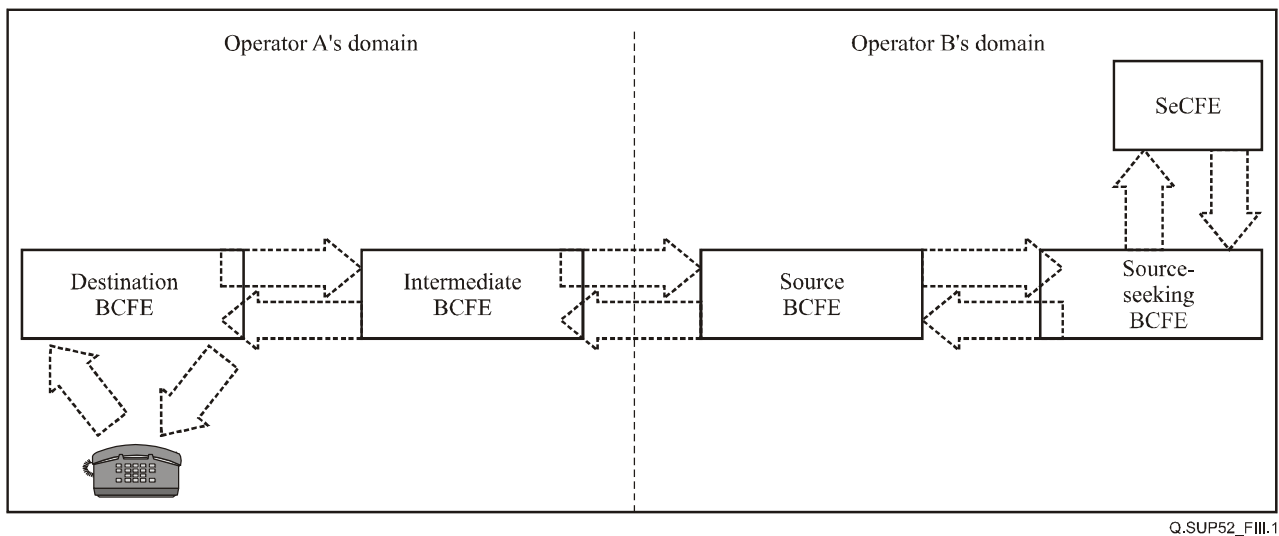 Operator A's domain
Operator B's domain
SeCFE
Destination
BCFE
Intermediate
BCFE
Source
BCFE
Source-
seeking
BCFE
Q.SUP52_FIII.1